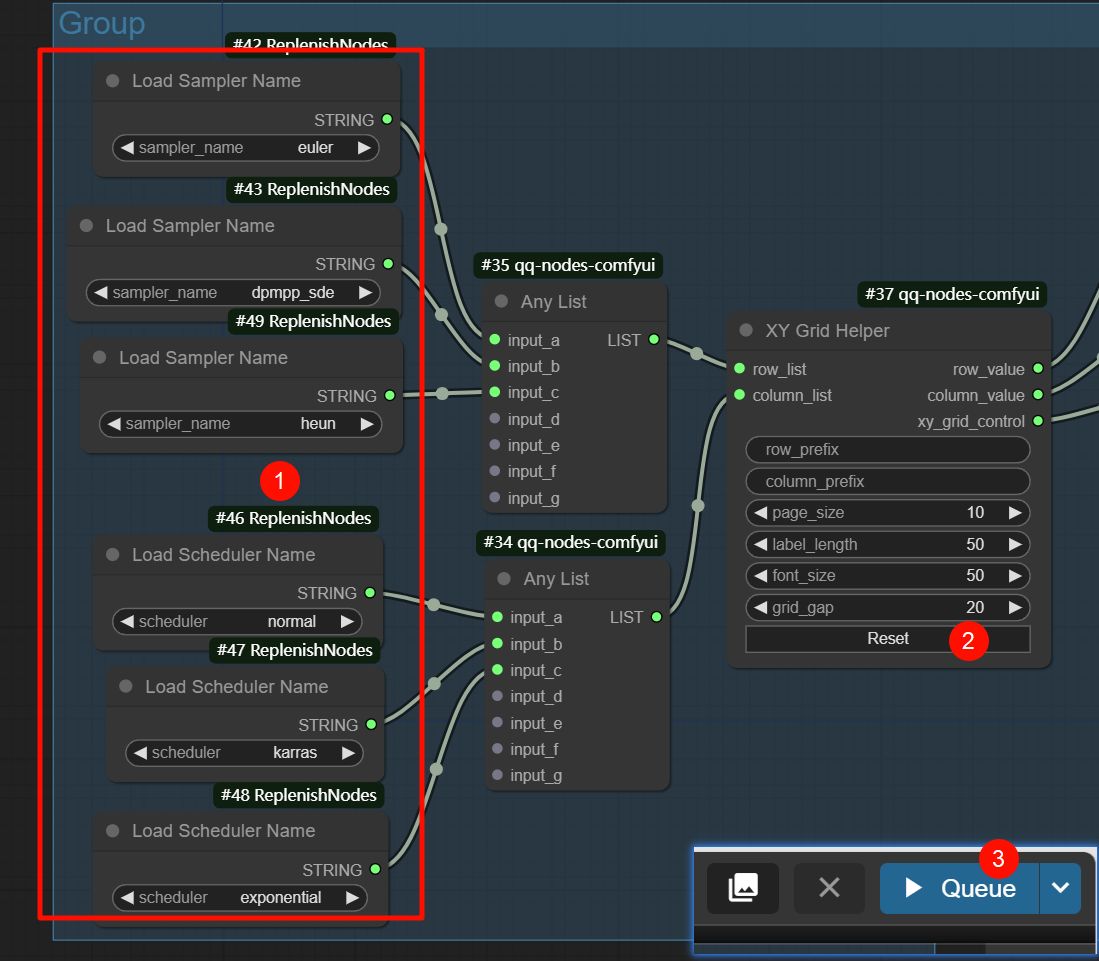 Group
#42 ReplenishNodes
Load Sampler Name
STRING
sampler_name euler
#43 ReplenishNodes
Load Sampler Name
STRING
sampler_name dpmpp_sde
#49 ReplenishNodes
Load Sampler Name
STRING
sampler_name heun
1
#46 ReplenishNodes
Load Scheduler Name
STRING
scheduler normal
#47 ReplenishNodes
Load Scheduler Name
STRING
scheduler karras
#48 ReplenishNodes
Load Scheduler Name
STRING
scheduler exponential
#35 qq-nodes-comfyui
Any List
input_a LIST
input_b
input_c
input_d
input_e
input_f
input_g
#34 qq-nodes-comfyui
Any List
input_a LIST
input_b
input_c
input_d
input_e
input_f
input_g
#37 qq-nodes-comfyui
XY Grid Helper
row_list row_value
column_list column_value
xy_grid_control
row_prefix
column_prefix
page_size 10
label_length 50
font_size 50
grid_gap 20
Reset
2
3
Queue